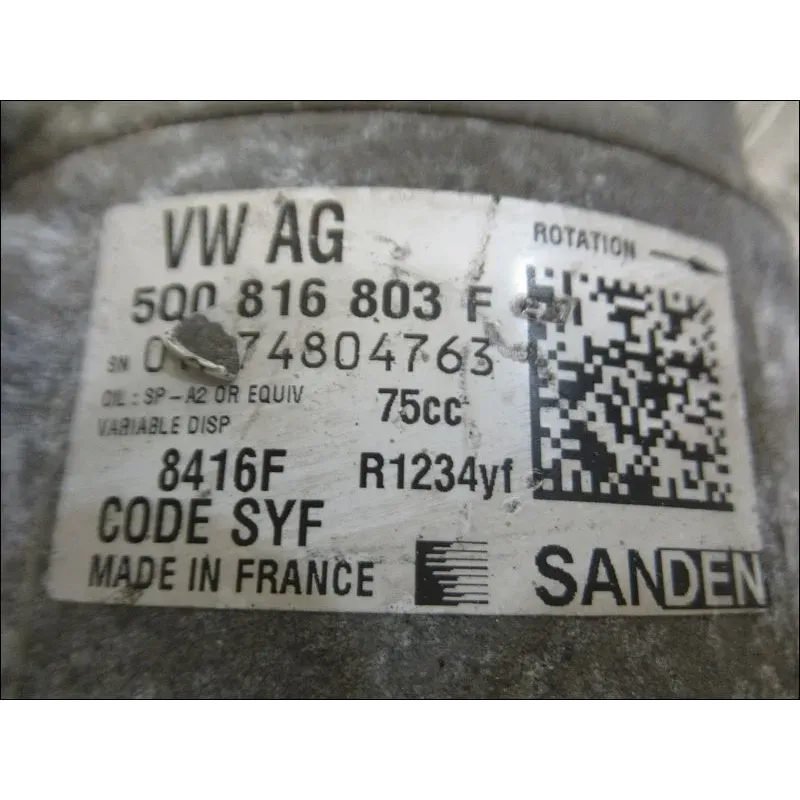 VW AG
ROTATION
5Q0 816 803 F
SN 74804763
OIL : SP-A2 OR EQUIV
75cc
VARIABLE DISP
8416F R1234yf
CODE SYF
MADE IN FRANCE
SANDEN